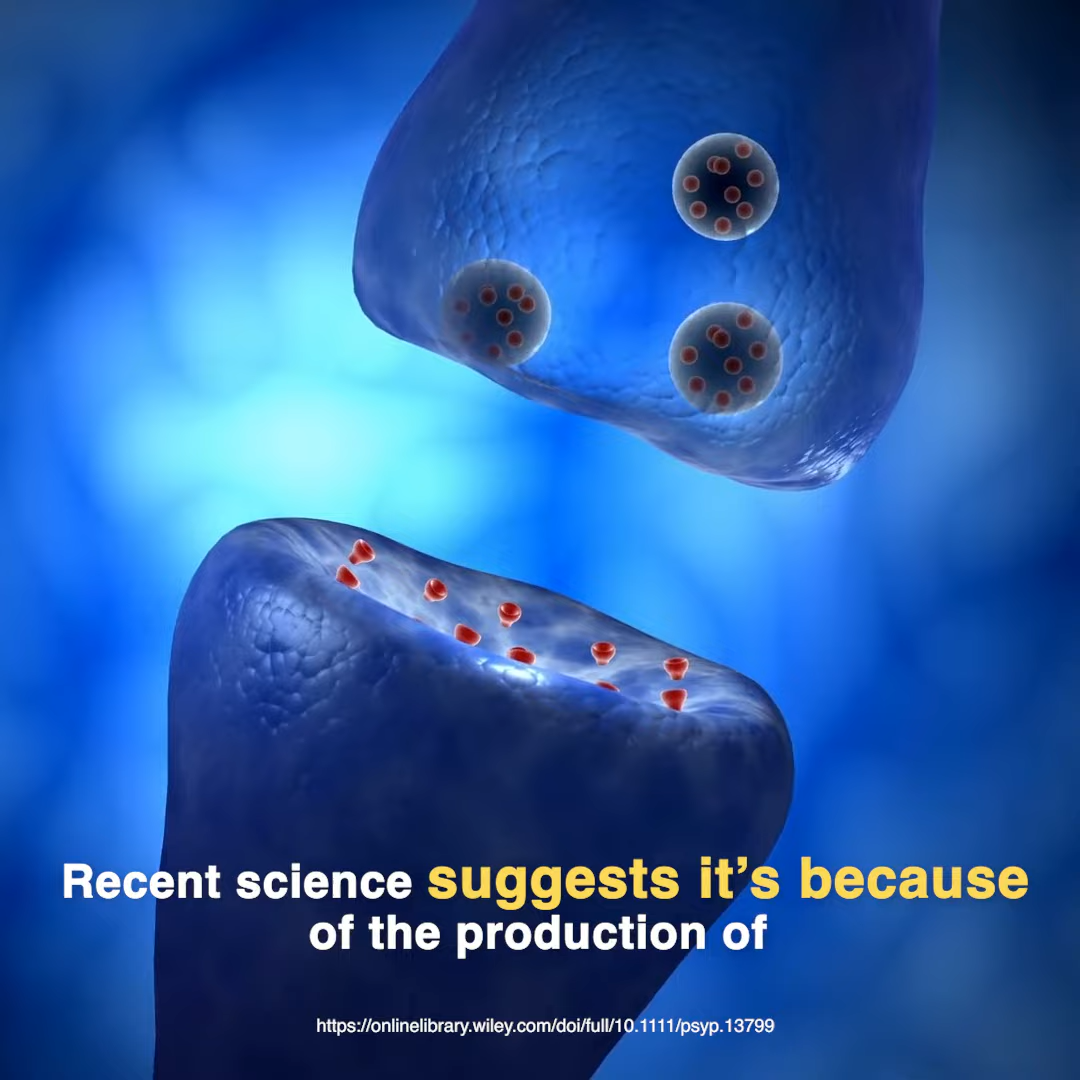 Recent science suggests it’s because
of the production of
https://onlinelibrary.wiley.com/doi/full/10.1111/psyp.13799